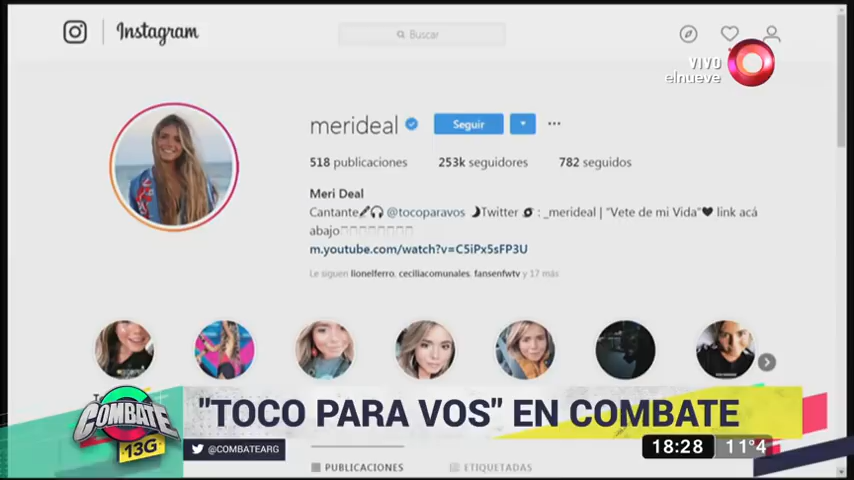 Instagram
Buscar
VIVO
elnueve
merideal
Seguir
518 publicaciones
253k seguidores
782 seguidos
Meri Deal
Cantante @tocoparavos Twitter : _merideal | "Vete de mi Vida" link acá
abajo
m.youtube.com/watch?v=C5iPx5sFP3U
Le siguen lionelferro, ceciliacomunales, fansenfwtv y 17 más
COMBATE
13G
"TOCO PARA VOS" EN COMBATE
@COMBATEARG
18:28
11°4
PUBLICACIONES
ETIQUETADAS